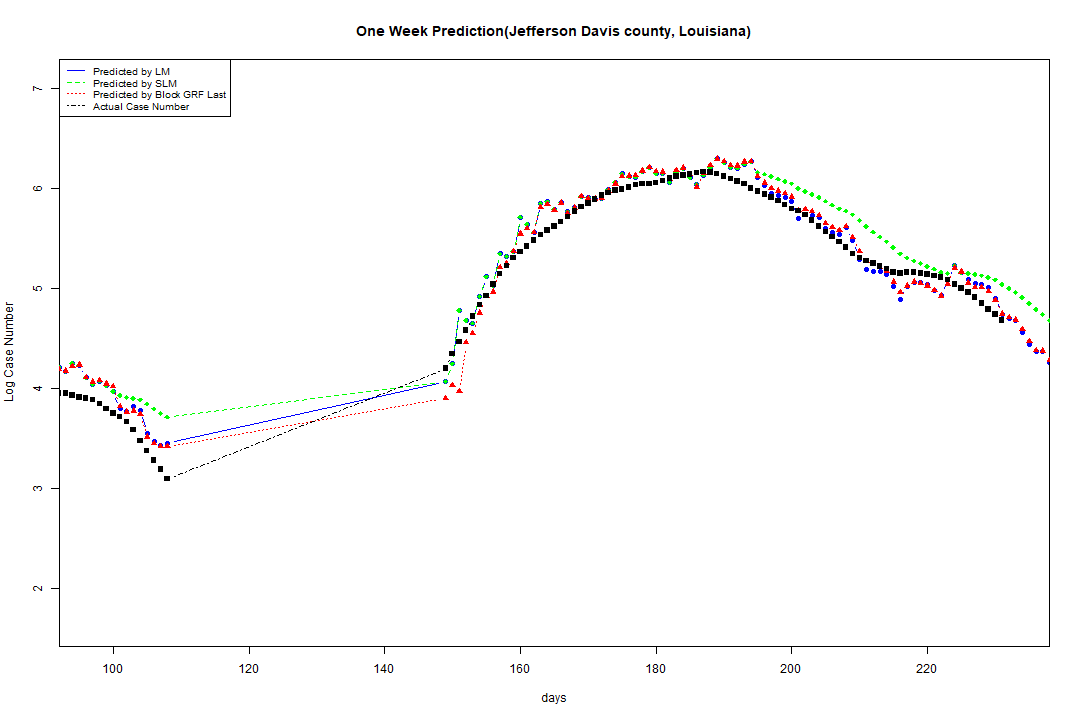 One Week Prediction(Jefferson Davis county, Louisiana)
Predicted by LM
Predicted by SLM
Predicted by Block GRF Last
Actual Case Number
Log Case Number
7
6
5
4
3
2
100 120 140 160 180 200 220
days